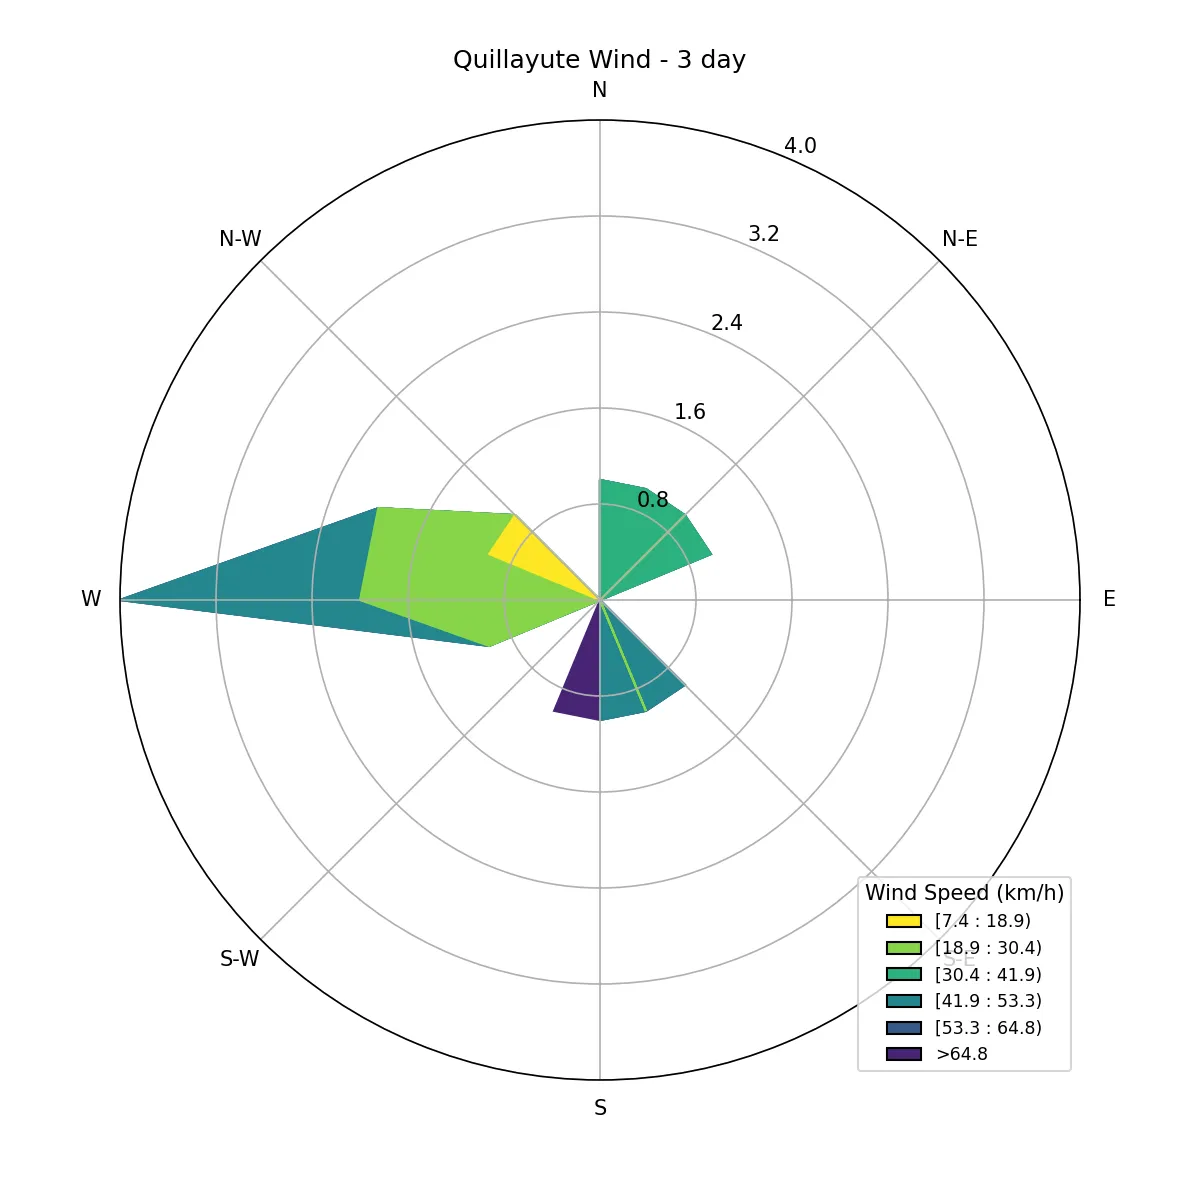 Quillayute Wind - 3 day
N
4.0
N-W
3.2
N-E
2.4
1.6
0.8
W
E
S-W
S-E
Wind Speed (km/h)
[7.4 : 18.9)
[18.9 : 30.4)
[30.4 : 41.9)
[41.9 : 53.3)
[53.3 : 64.8)
>64.8
S